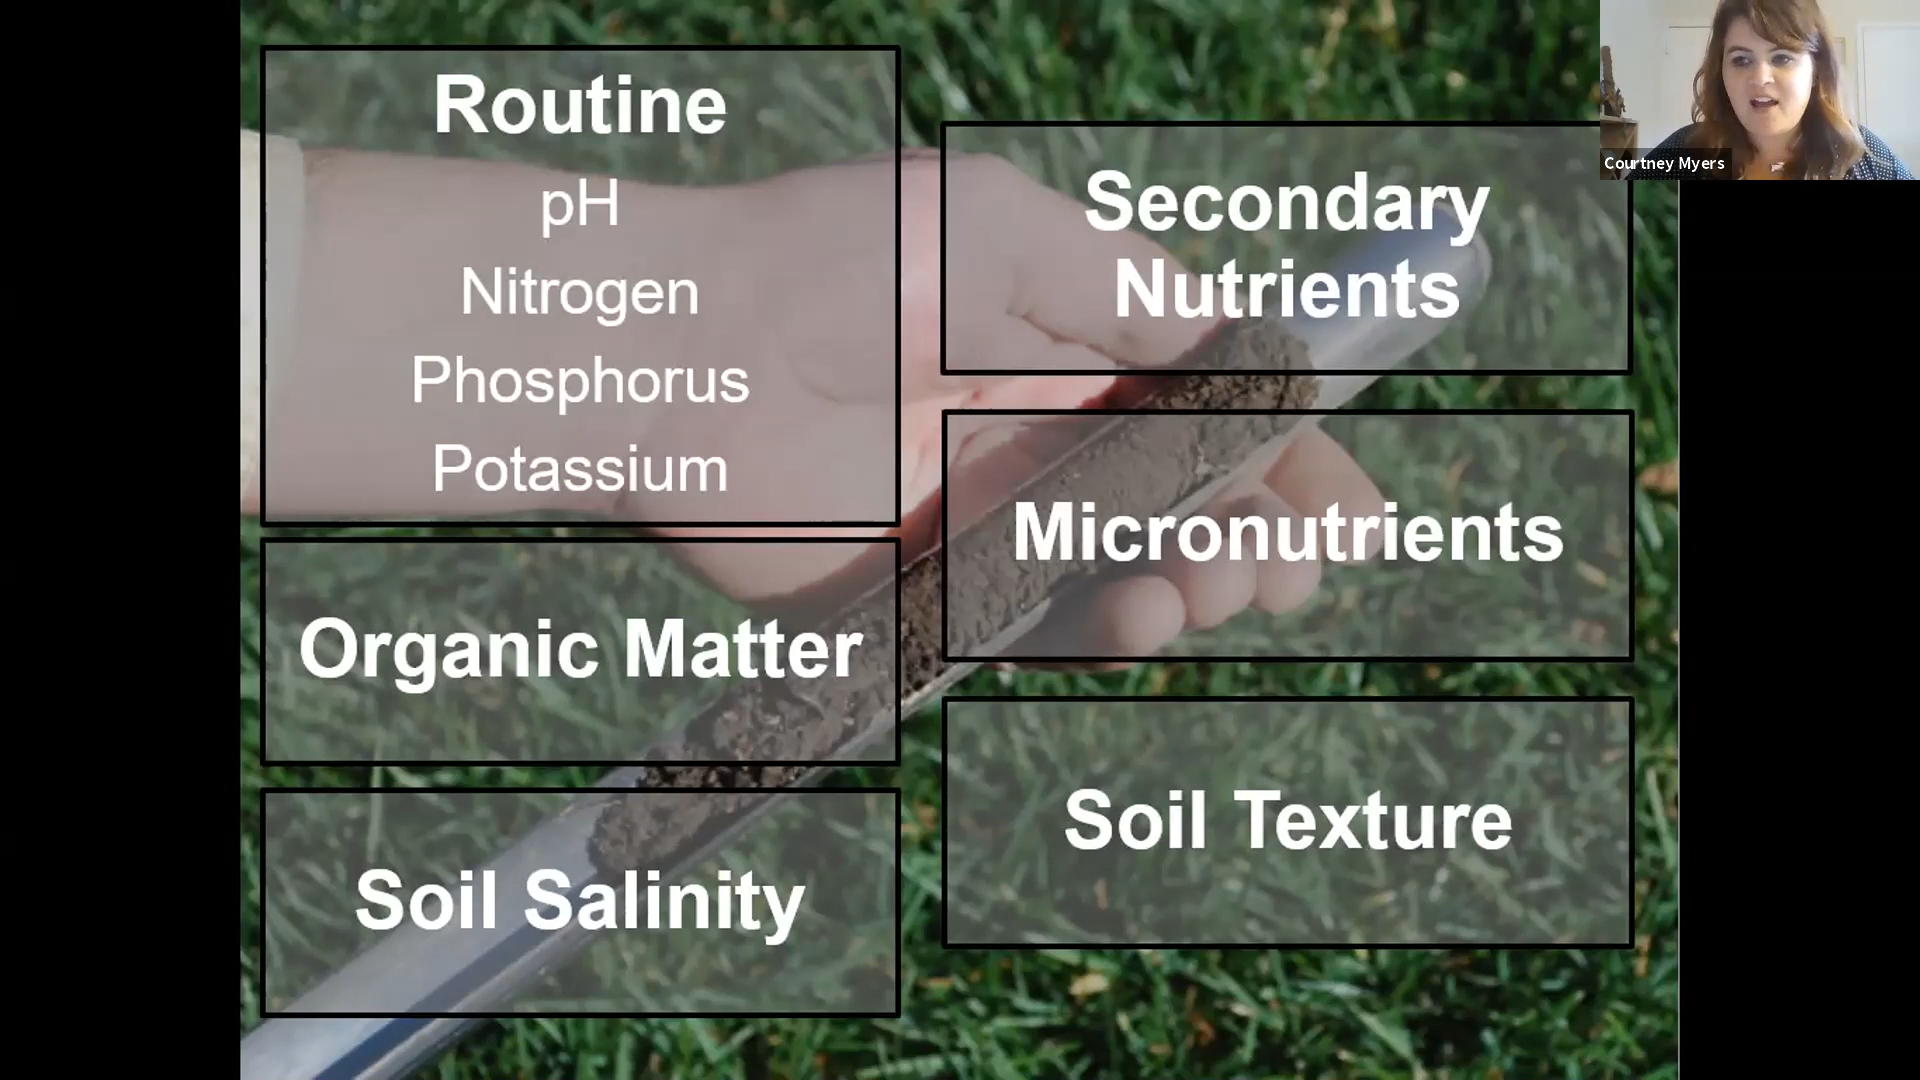 Routine
pH
Nitrogen
Phosphorus
Potassium
Organic Matter
Soil Salinity
Secondary
Nutrients
Micronutrients
Soil Texture
Courtney Myers